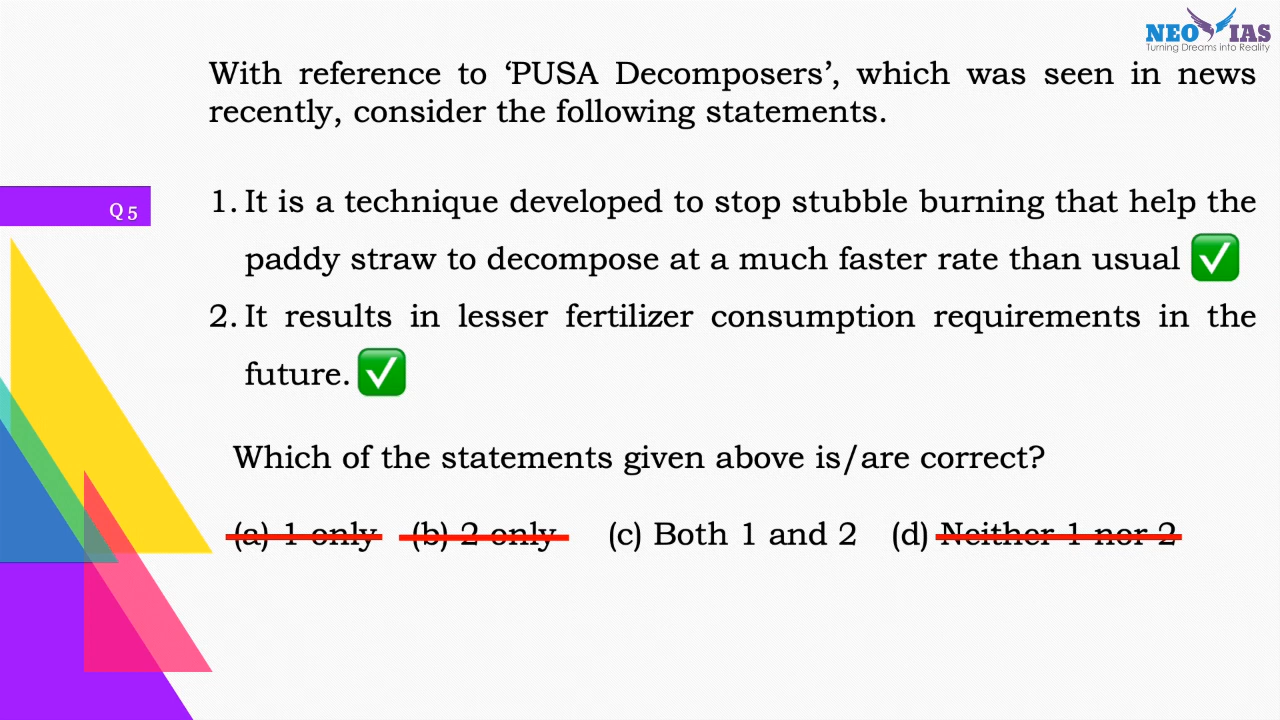 NEO IAS
Turning Dreams into Reality
With reference to ‘PUSA Decomposers’, which was seen in news
recently, consider the following statements.
Q 5
1. It is a technique developed to stop stubble burning that help the
paddy straw to decompose at a much faster rate than usual
2. It results in lesser fertilizer consumption requirements in the
future.
Which of the statements given above is/are correct?
(a) 1 only (b) 2 only (c) Both 1 and 2 (d) Neither 1 nor 2